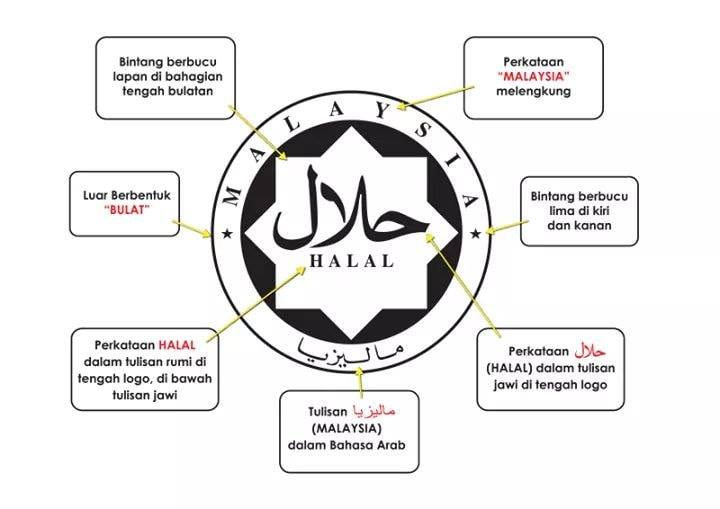 Bintang berbucu
lapan di bahagian
tengah bulatan
Perkataan
“MALAYSIA”
melengkung
MALAYSIA
Luar Berbentuk
“BULAT”
Bintang berbucu
lima di kiri
dan kanan
حلال
HALAL
ماليزيا
Perkataan HALAL
dalam tulisan rumi di
tengah logo, di bawah
tulisan jawi
Perkataan حلال
(HALAL) dalam tulisan
jawi di tengah logo
Tulisan ماليزيا
(MALAYSIA)
dalam Bahasa Arab